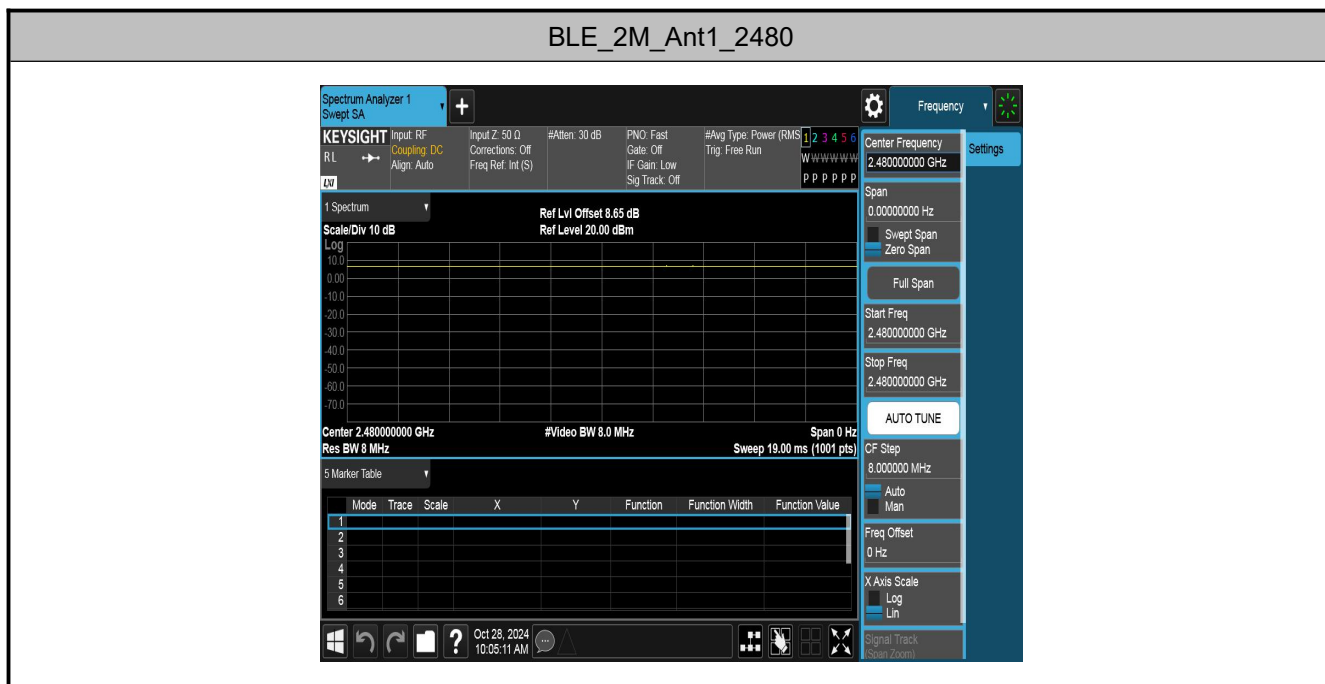 BLE_2M_Ant1_2480
Spectrum Analyzer 1
Swept SA
Frequency
KEYSIGHT
RL
LXI
Input: RF
Coupling: DC
Align: Auto
Input Z: 50 Ω
Corrections: Off
Freq Ref: Int (S)
#Atten: 30 dB
PNO: Fast
Gate: Off
IF Gain: Low
Sig Track: Off
#Avg Type: Power (RMS
Trig: Free Run
1 2 3 4 5 6
W W W W W W
P P P P P P
1 Spectrum
Scale/Div 10 dB
Ref Lvl Offset 8.65 dB
Ref Level 20.00 dBm
Log
10.0
0.00
-10.0
-20.0
-30.0
-40.0
-50.0
-60.0
-70.0
Center 2.480000000 GHz
#Video BW 8.0 MHz
Span 0 Hz
Res BW 8 MHz
Sweep 19.00 ms (1001 pts)
5 Marker Table
Mode Trace Scale X Y Function Function Width Function Value
1
2
3
4
5
6
Oct 28, 2024
10:05:11 AM
Center Frequency
2.480000000 GHz
Settings
Span
0.00000000 Hz
Swept Span
Zero Span
Full Span
Start Freq
2.480000000 GHz
Stop Freq
2.480000000 GHz
AUTO TUNE
CF Step
8.000000 MHz
Auto
Man
Freq Offset
0 Hz
X Axis Scale
Log
Lin
Signal Track
(Span Zoom)